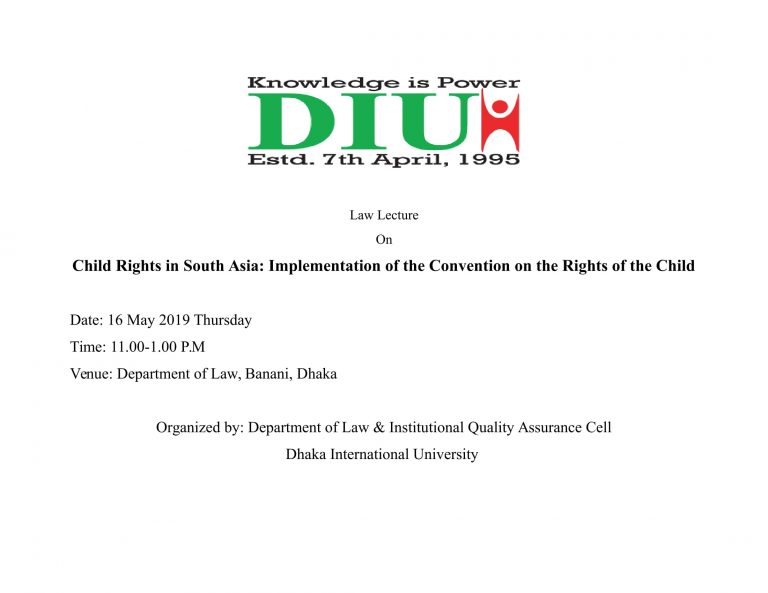 Knowledge is Power
DIU
Estd. 7th April, 1995
Law Lecture
On
Child Rights in South Asia: Implementation of the Convention on the Rights of the Child
Date: 16 May 2019 Thursday
Time: 11.00-1.00 P.M
Venue: Department of Law, Banani, Dhaka
Organized by: Department of Law & Institutional Quality Assurance Cell
Dhaka International University